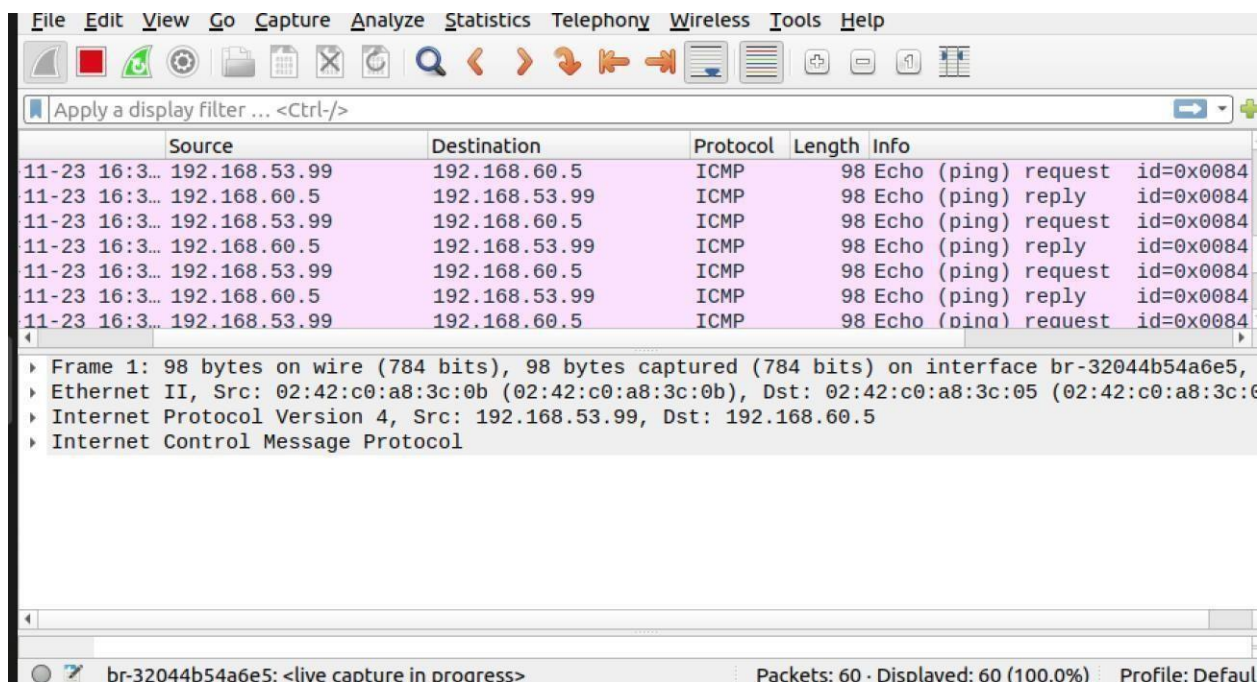 File Edit View Go Capture Analyze Statistics Telephony Wireless Tools Help
Apply a display filter … <Ctrl-/>
Source Destination Protocol Length Info
11-23 16:3… 192.168.53.99 192.168.60.5 ICMP 98 Echo (ping) request id=0x0084
11-23 16:3… 192.168.60.5 192.168.53.99 ICMP 98 Echo (ping) reply id=0x0084
11-23 16:3… 192.168.53.99 192.168.60.5 ICMP 98 Echo (ping) request id=0x0084
11-23 16:3… 192.168.60.5 192.168.53.99 ICMP 98 Echo (ping) reply id=0x0084
11-23 16:3… 192.168.53.99 192.168.60.5 ICMP 98 Echo (ping) request id=0x0084
11-23 16:3… 192.168.60.5 192.168.53.99 ICMP 98 Echo (ping) reply id=0x0084
11-23 16:3… 192.168.53.99 192.168.60.5 ICMP 98 Echo (ping) request id=0x0084
Frame 1: 98 bytes on wire (784 bits), 98 bytes captured (784 bits) on interface br-32044b54a6e5,
Ethernet II, Src: 02:42:c0:a8:3c:0b (02:42:c0:a8:3c:0b), Dst: 02:42:c0:a8:3c:05 (02:42:c0:a8:3c:0
Internet Protocol Version 4, Src: 192.168.53.99, Dst: 192.168.60.5
Internet Control Message Protocol
br-32044b54a6e5: <live capture in progress> Packets: 60 · Displayed: 60 (100.0%) Profile: Defaul